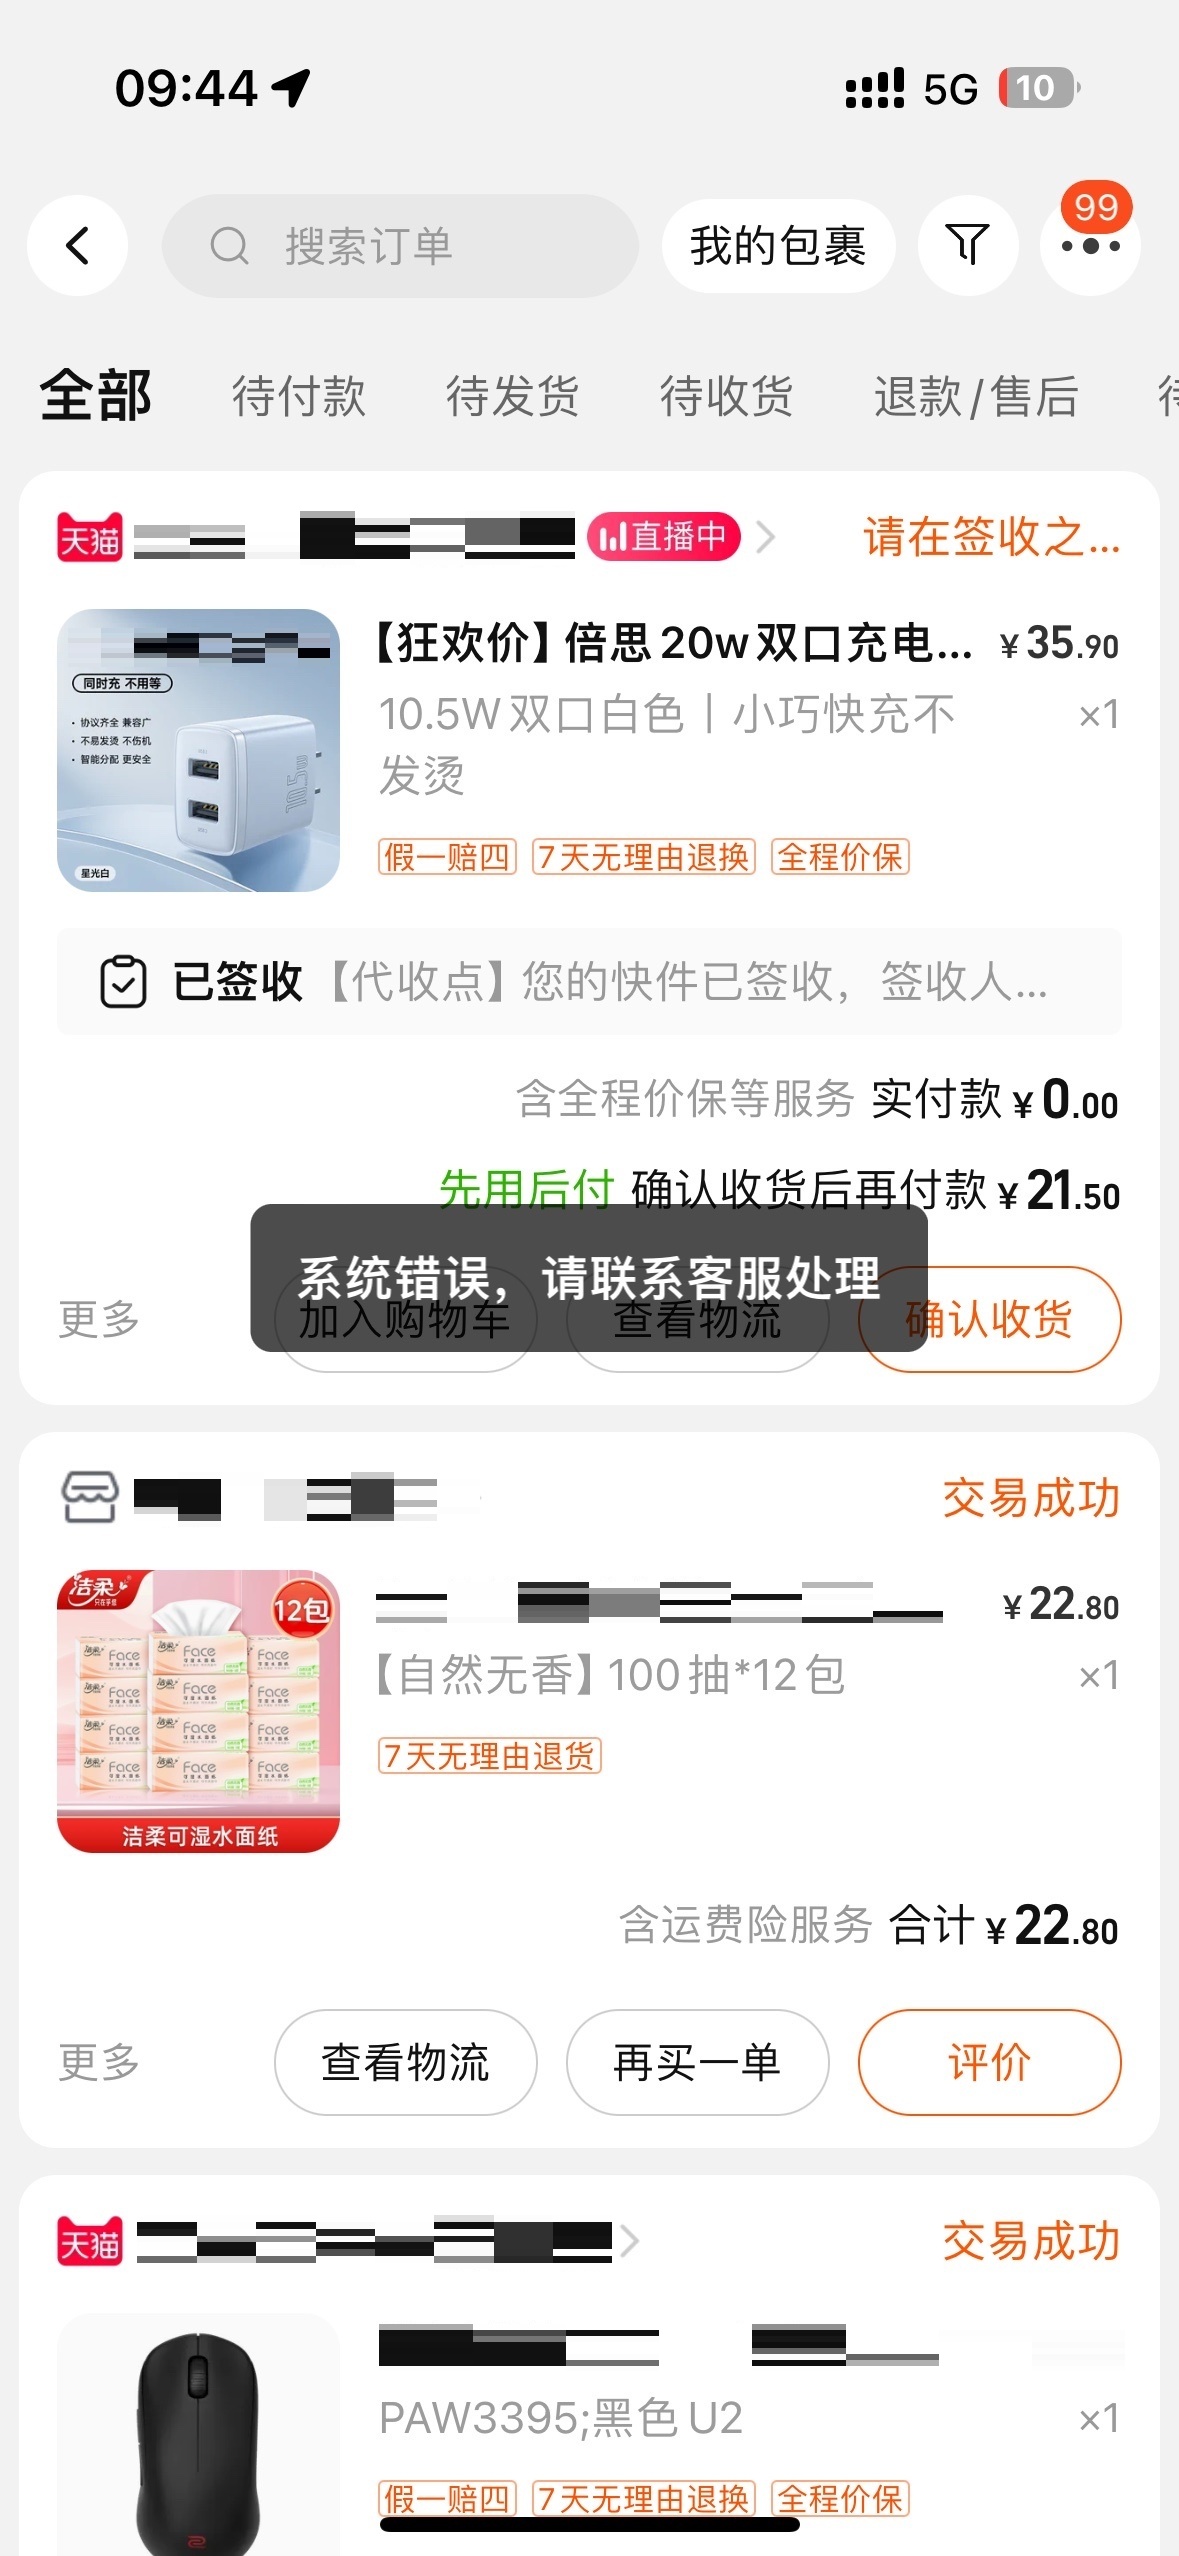 09:44
5G 10
搜索订单
我的包裹
99
全部 待付款 待发货 待收货 退款/售后
天猫 直播中 请在签收之...
同时充 不用等
· 协议齐全 兼容广
· 不易发烫 不伤机
· 智能分配 更安全
10.5W
星光白
【狂欢价】倍思20w双口充电... ¥35.90
10.5W双口白色丨小巧快充不 ×1
发烫
假一赔四 7天无理由退换 全程价保
已签收【代收点】您的快件已签收，签收人...
含全程价保等服务 实付款 ¥0.00
先用后付 确认收货后再付款 ¥21.50
系统错误，请联系客服处理
更多 加入购物车 查看物流 确认收货
交易成功
洁柔
只在乎你
12包
Face
洁柔可湿水面纸
¥22.80
【自然无香】100抽*12包 ×1
7天无理由退货
含运费险服务 合计 ¥22.80
更多 查看物流 再买一单 评价
天猫 交易成功
PAW3395;黑色U2 ×1
假一赔四 7天无理由退换 全程价保